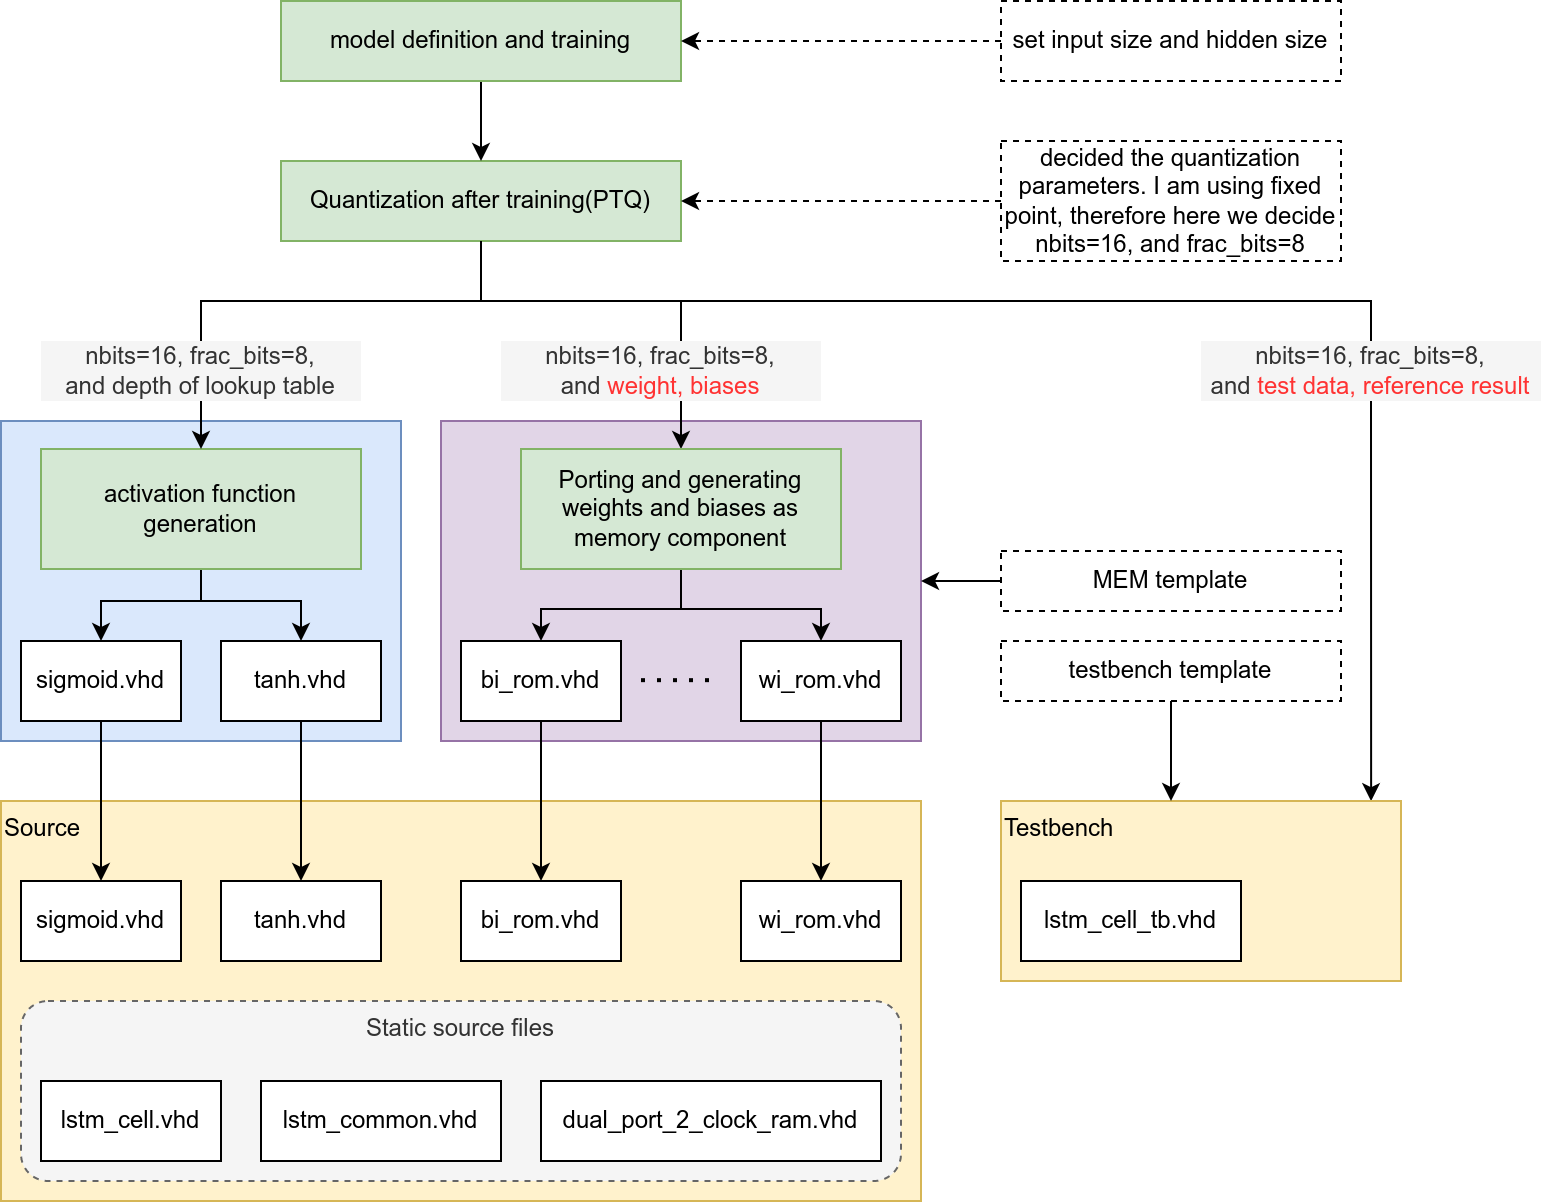 model definition and training
set input size and hidden size
Quantization after training(PTQ)
decided the quantization
parameters. I am using fixed
point, therefore here we decide
nbits=16, and frac_bits=8
nbits=16, frac_bits=8,
and depth of lookup table
nbits=16, frac_bits=8,
and weight, biases
nbits=16, frac_bits=8,
and test data, reference result
activation function
generation
Porting and generating
weights and biases as
memory component
MEM template
testbench template
sigmoid.vhd
tanh.vhd
bi_rom.vhd
. . . . .
wi_rom.vhd
Source
Testbench
sigmoid.vhd
tanh.vhd
bi_rom.vhd
wi_rom.vhd
lstm_cell_tb.vhd
Static source files
lstm_cell.vhd
lstm_common.vhd
dual_port_2_clock_ram.vhd